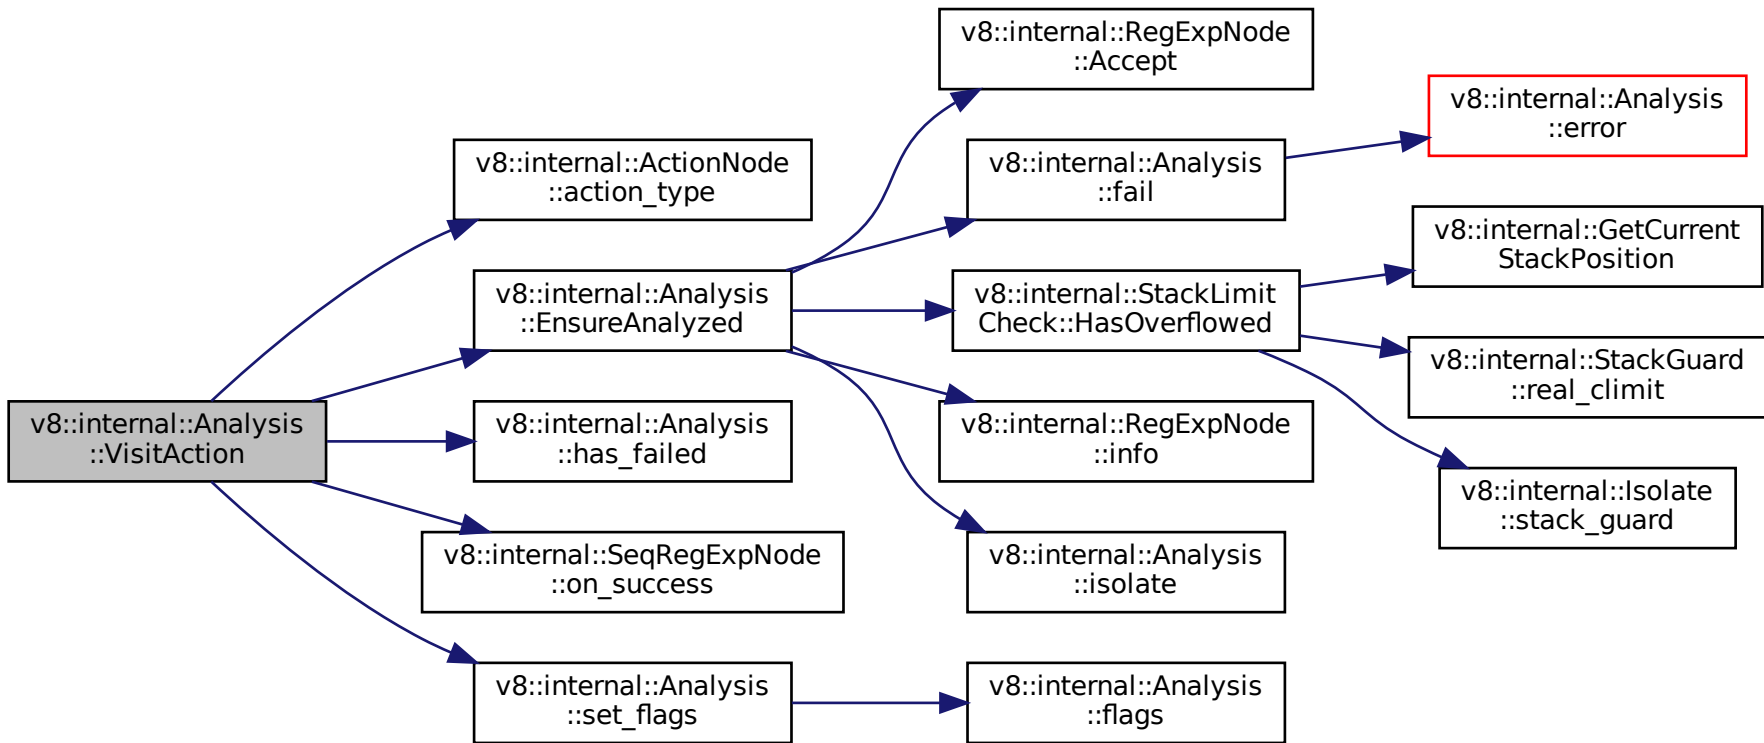 v8::internal::Analysis
::VisitAction
v8::internal::ActionNode
::action_type
v8::internal::Analysis
::EnsureAnalyzed
v8::internal::Analysis
::has_failed
v8::internal::SeqRegExpNode
::on_success
v8::internal::Analysis
::set_flags
v8::internal::RegExpNode
::Accept
v8::internal::Analysis
::fail
v8::internal::StackLimit
Check::HasOverflowed
v8::internal::RegExpNode
::info
v8::internal::Analysis
::isolate
v8::internal::Analysis
::flags
v8::internal::Analysis
::error
v8::internal::GetCurrent
StackPosition
v8::internal::StackGuard
::real_climit
v8::internal::Isolate
::stack_guard